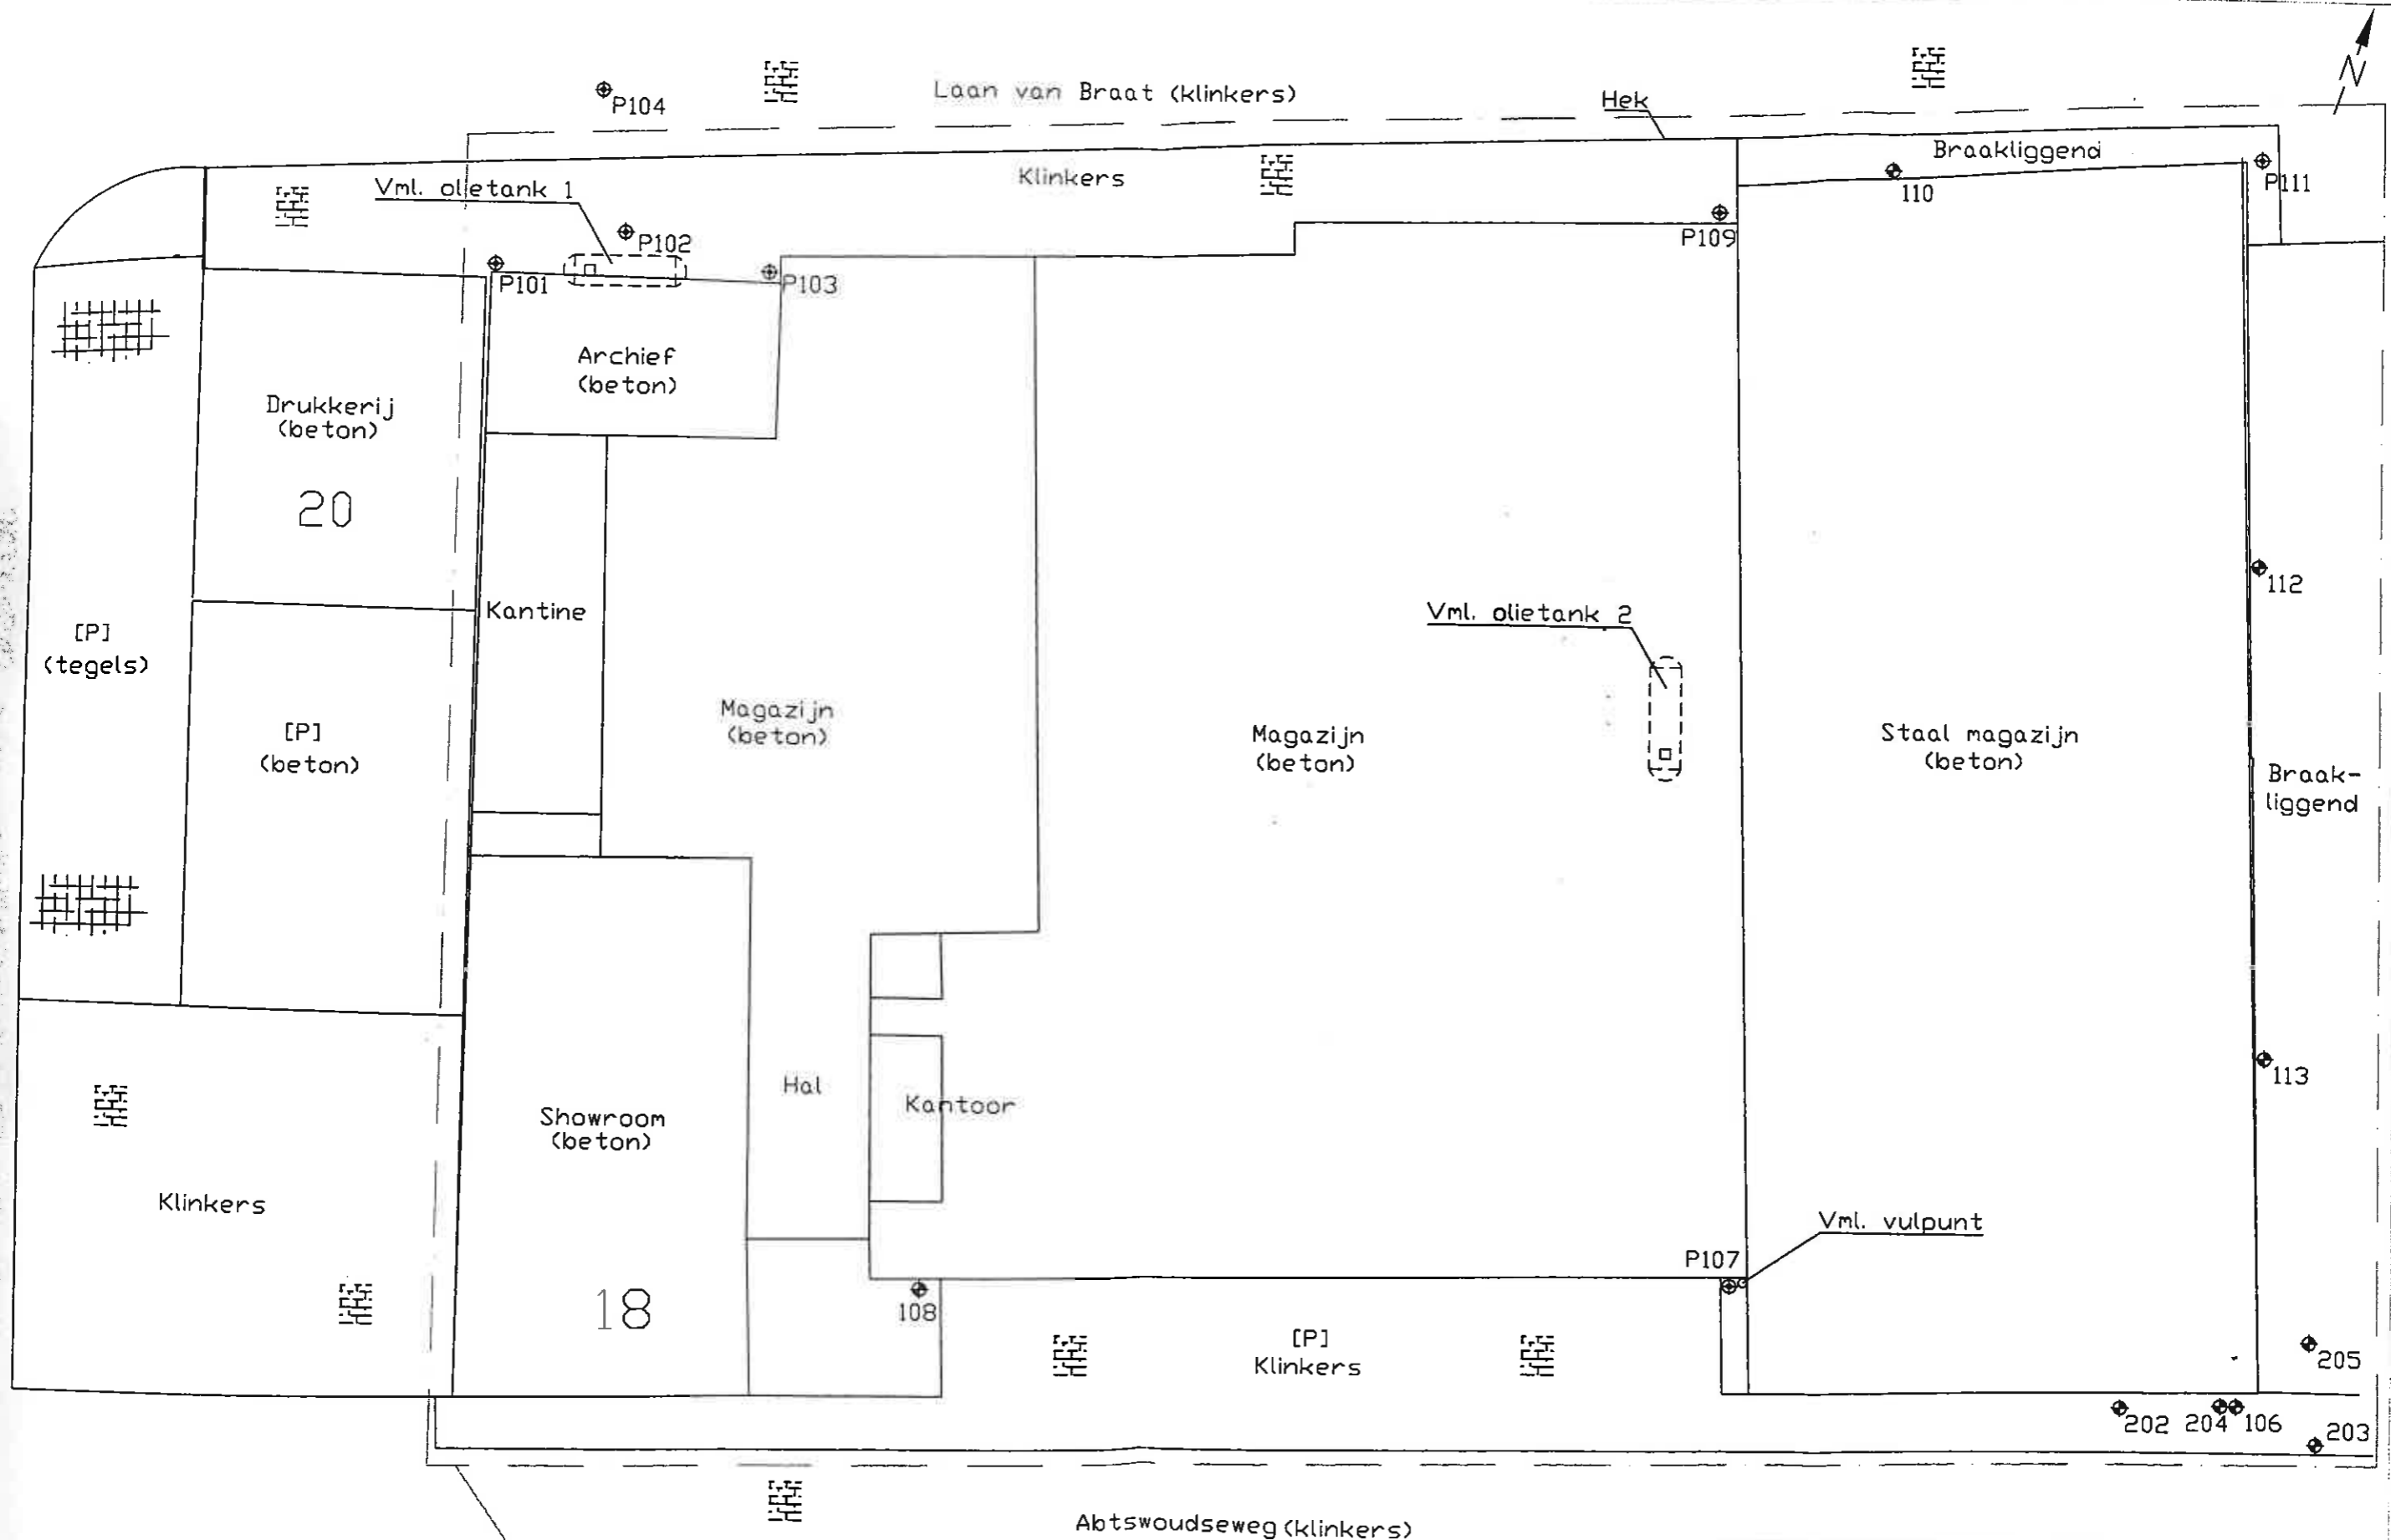 N
P104
Laan van Braat (klinkers)
Hek
Braakliggend
Klinkers
Vml. olietank 1
110
P111
P102
P109
P101
P103
Archief
(beton)
Drukkerij
(beton)
20
112
Kantine
Vml. olietank 2
[P]
(tegels)
Magazijn
(beton)
[P]
(beton)
Magazijn
(beton)
Staal magazijn
(beton)
Braak-
liggend
113
Hal
Kantoor
Showroom
(beton)
Klinkers
Vml. vulpunt
P107
18
108
[P]
Klinkers
205
202
204
106
203
Abtswoudseweg (klinkers)